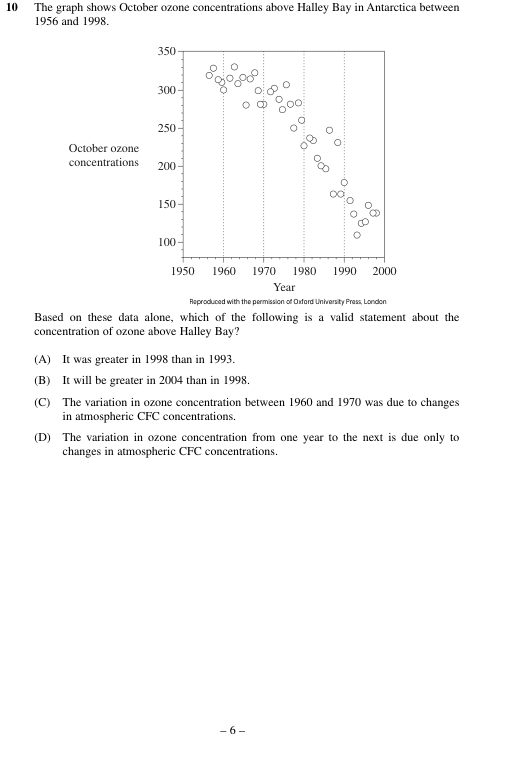 10 The graph shows October ozone concentrations above Halley Bay in Antarctica between
1956 and 1998.
350
300
250
200
150
100
October ozone
concentrations
1950 1960 1970 1980 1990 2000
Year
Reproduced with the permission of Oxford University Press, London
Based on these data alone, which of the following is a valid statement about the
concentration of ozone above Halley Bay?
(A) It was greater in 1998 than in 1993.
(B) It will be greater in 2004 than in 1998.
(C) The variation in ozone concentration between 1960 and 1970 was due to changes
in atmospheric CFC concentrations.
(D) The variation in ozone concentration from one year to the next is due only to
changes in atmospheric CFC concentrations.
– 6 –